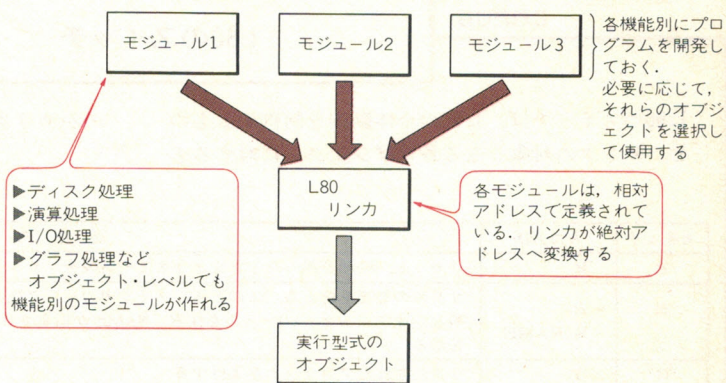 モジュール1
モジュール2
モジュール3
各機能別にプロ
グラムを開発し
ておく.
必要に応じて,
それらのオブジ
ェクトを選択し
て使用する
▶ディスク処理
▶演算処理
▶I/O処理
▶グラフ処理など
オブジェクト・レベルでも
機能別のモジュールが作れる
L80
リンカ
各モジュールは, 相対
アドレスで定義されて
いる. リンカが絶対ア
ドレスへ変換する
実行型式の
オブジェクト